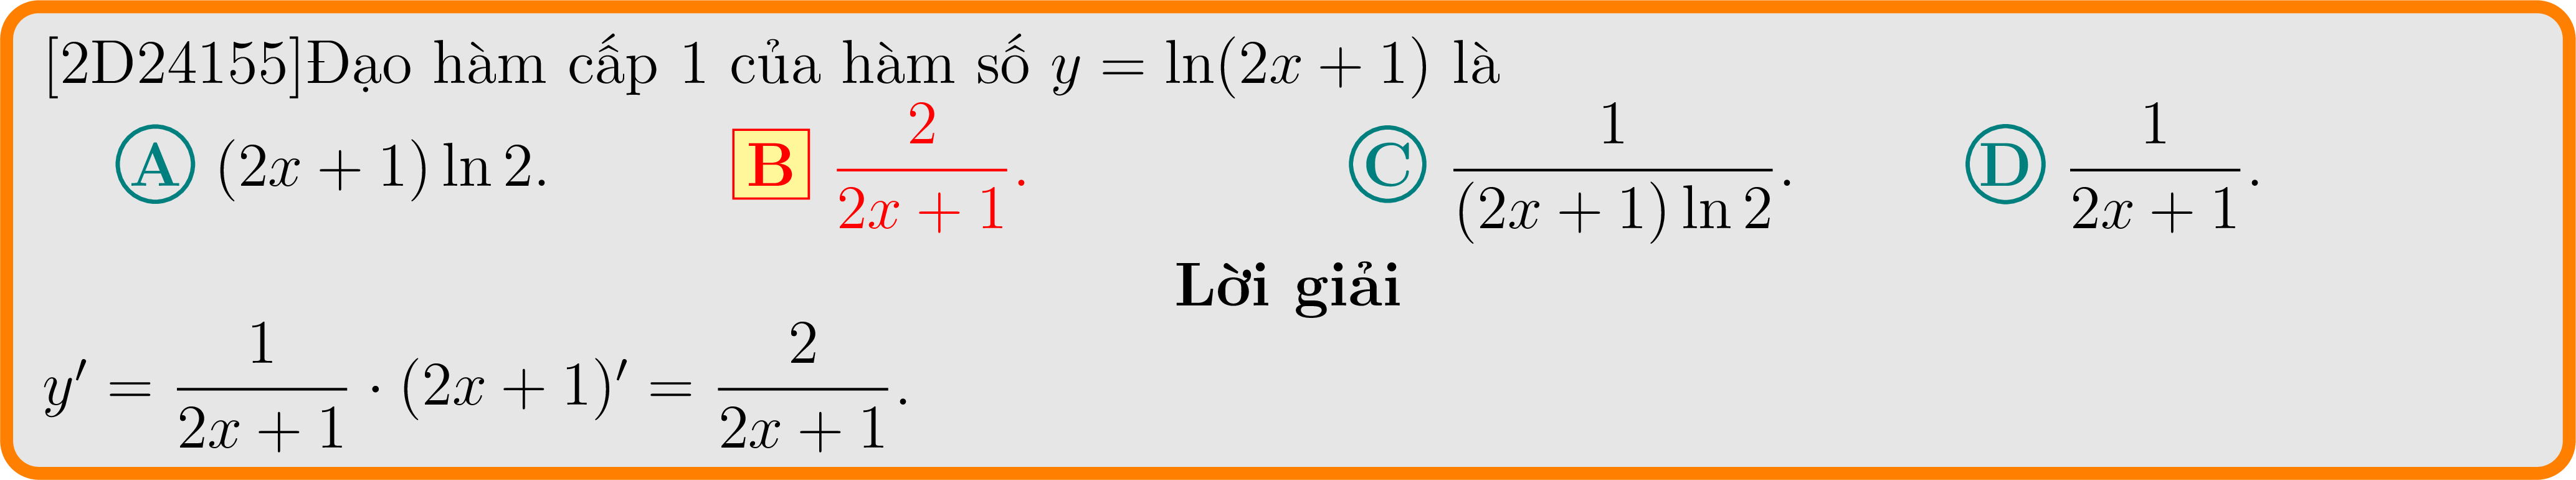 [2D24155]Đạo hàm cấp 1 của hàm số y = ln(2x + 1) là
A (2x + 1) ln 2. B \frac{2}{2x + 1}. C \frac{1}{(2x + 1) ln 2}. D \frac{1}{2x + 1}.
Lời giải
y′ = \frac{1}{2x + 1} · (2x + 1)′ = \frac{2}{2x + 1}.